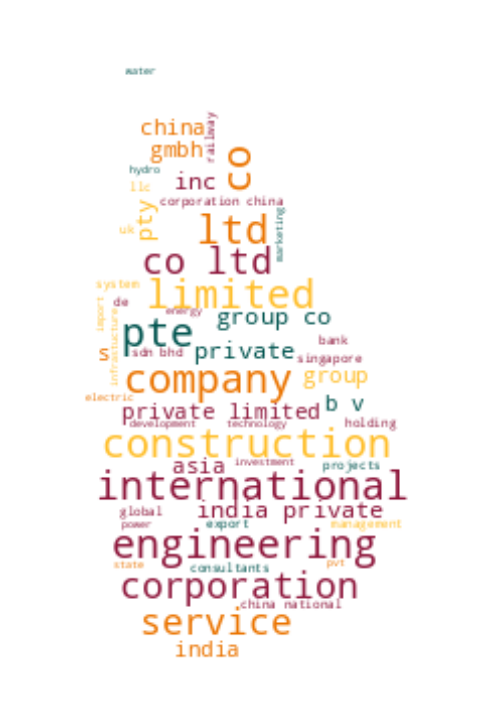 water
china
railway
gmbh
co
hydro
inc
llc
corporation china
pty
ltd
marketing
uk
co ltd
system
limited
de
import
energy
group co
infrastructure
pte
bank
s
sdn bhd
private
singapore
company
group
electric
b v
private limited
development
technology
holding
construction
asia
investment
projects
international
global
india private
power
export
management
engineering
state
consultants
pvt
corporation
china national
service
india